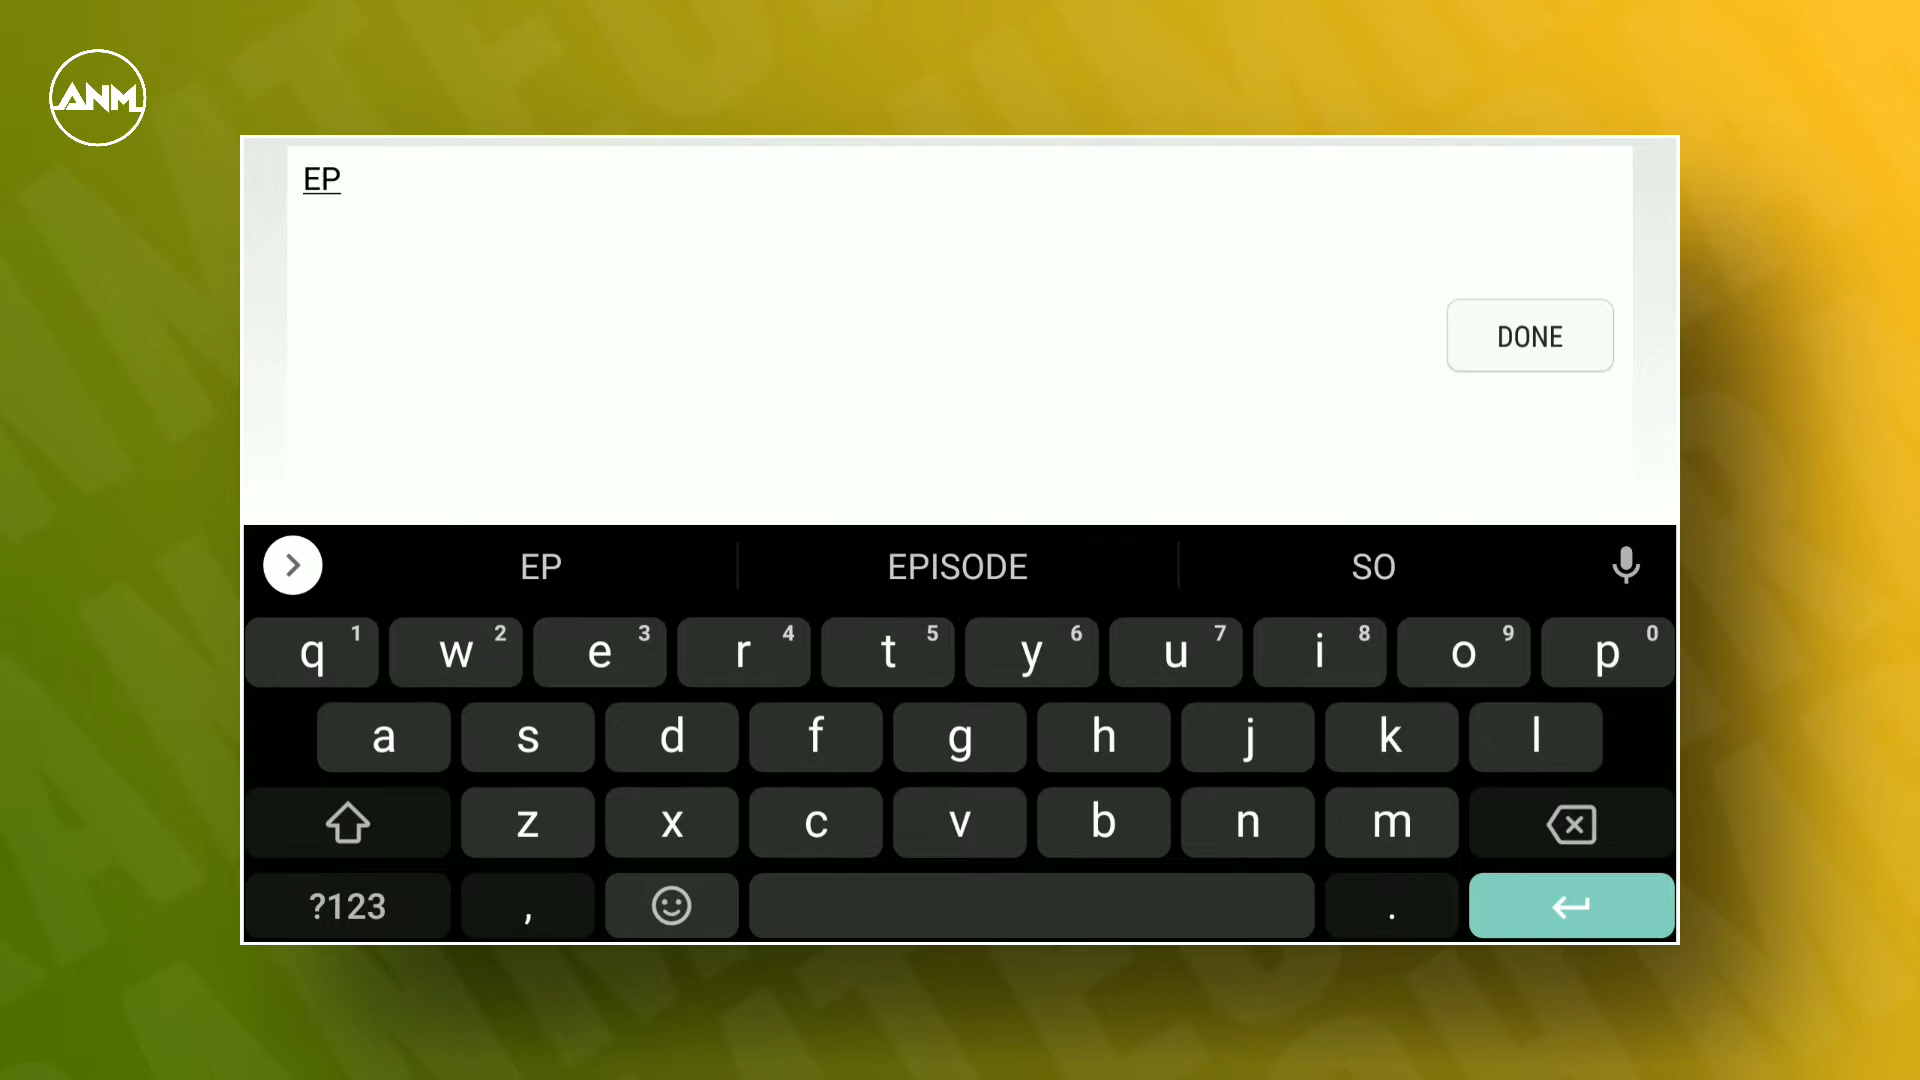 ANM
EP
DONE
EP EPISODE SO
q 1 w 2 e 3 r 4 t 5 y 6 u 7 i 8 o 9 p 0
a s d f g h j k l
z x c v b n m
?123 , .